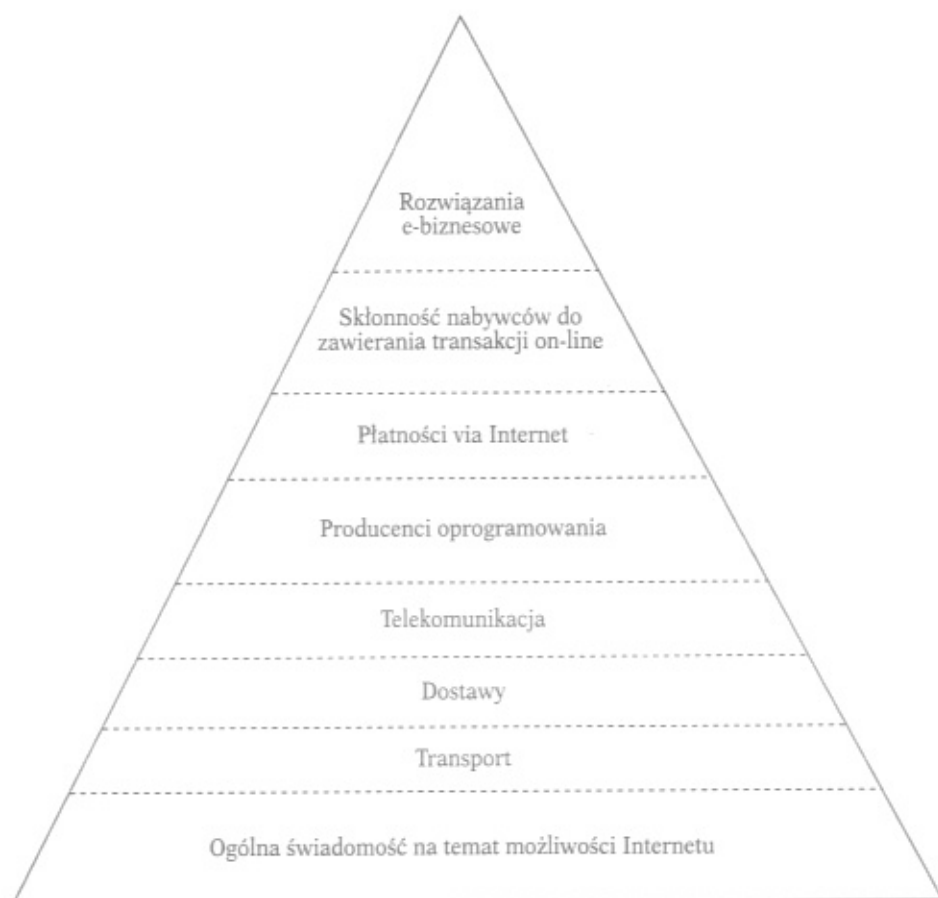 Rozwiązania
e-biznesowe
Skłonność nabywców do
zawierania transakcji on-line
Płatności via Internet
Producenci oprogramowania
Telekomunikacja
Dostawy
Transport
Ogólna świadomość na temat możliwości Internetu